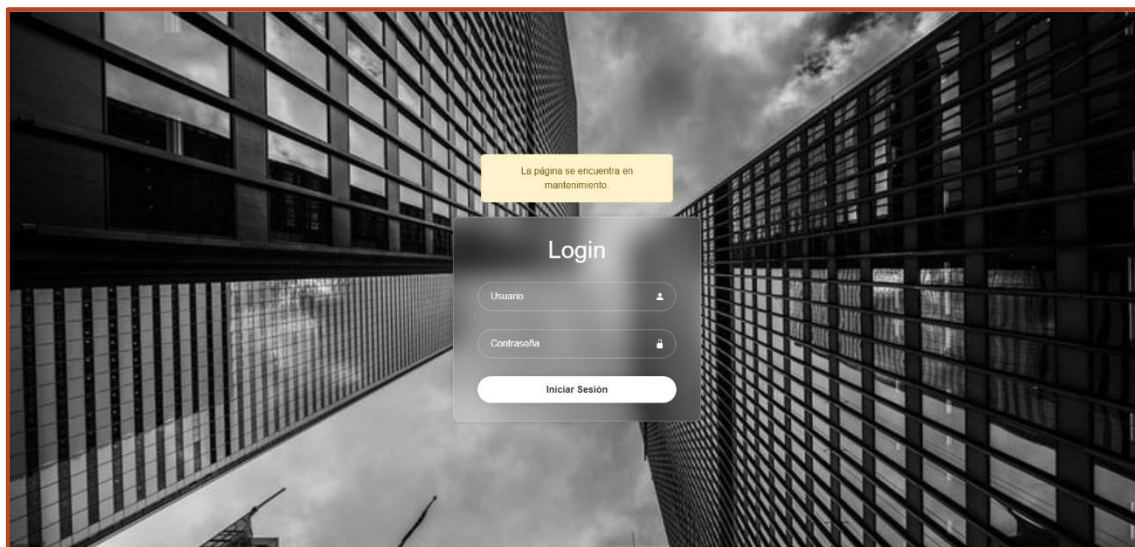 La página se encuentra en
mantenimiento.
Login
Usuario
Contraseña
Iniciar Sesión